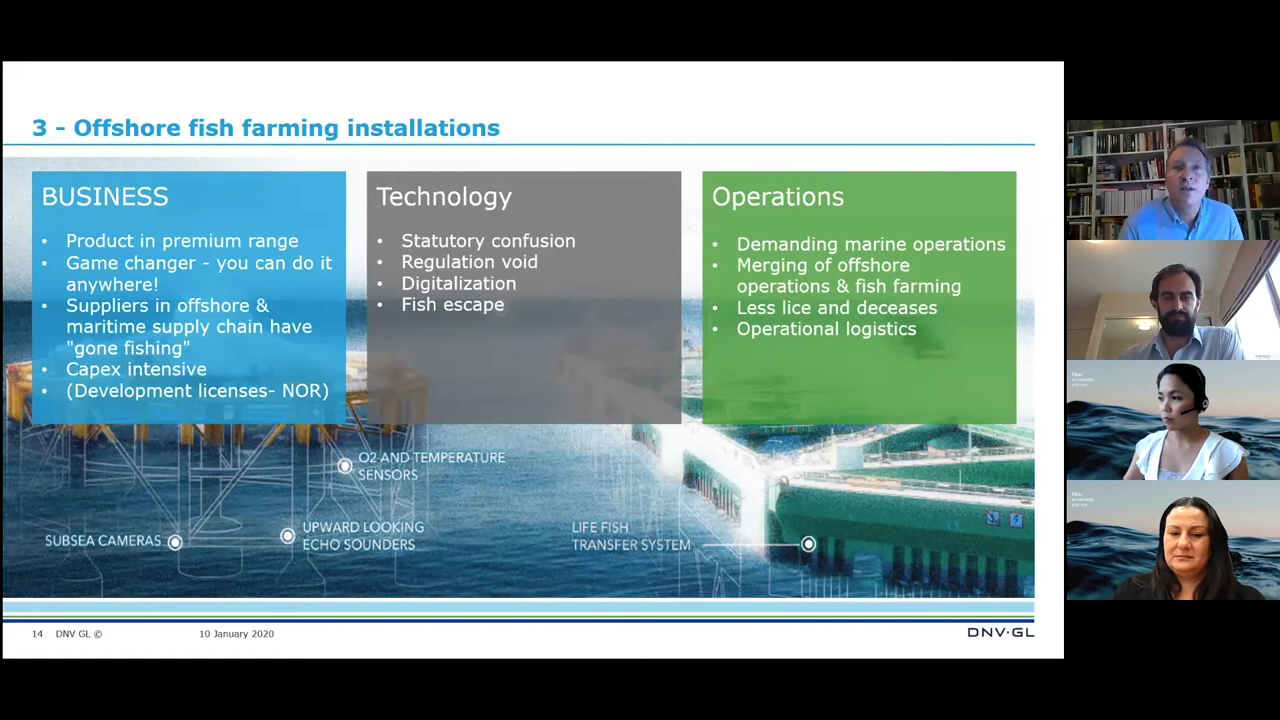 3 - Offshore fish farming installations
BUSINESS
• Product in premium range
• Game changer - you can do it
anywhere!
• Suppliers in offshore &
maritime supply chain have
"gone fishing"
• Capex intensive
• (Development licenses- NOR)
Technology
• Statutory confusion
• Regulation void
• Digitalization
• Fish escape
Operations
• Demanding marine operations
• Merging of offshore
operations & fish farming
• Less lice and deceases
• Operational logistics
O2 AND TEMPERATURE
SENSORS
SUBSEA CAMERAS
UPWARD LOOKING
ECHO SOUNDERS
LIFE FISH
TRANSFER SYSTEM
14 DNV GL © 10 January 2020
DNV·GL